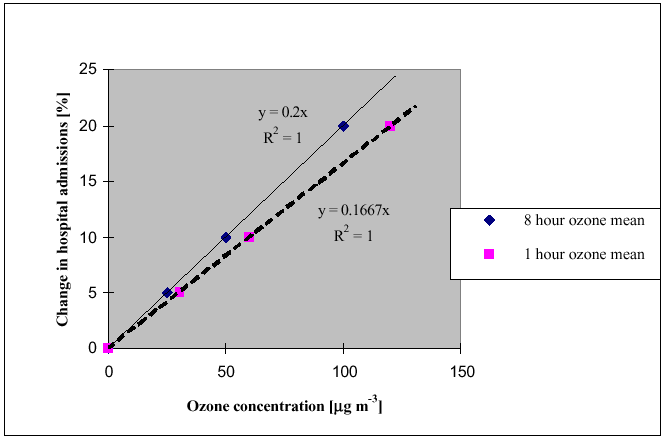 25
20
15
10
5
0
0
50
100
150
Change in hospital admissions [%]
Ozone concentration [µg m-3]
y = 0.2x
R2 = 1
y = 0.1667x
R2 = 1
8 hour ozone mean
1 hour ozone mean